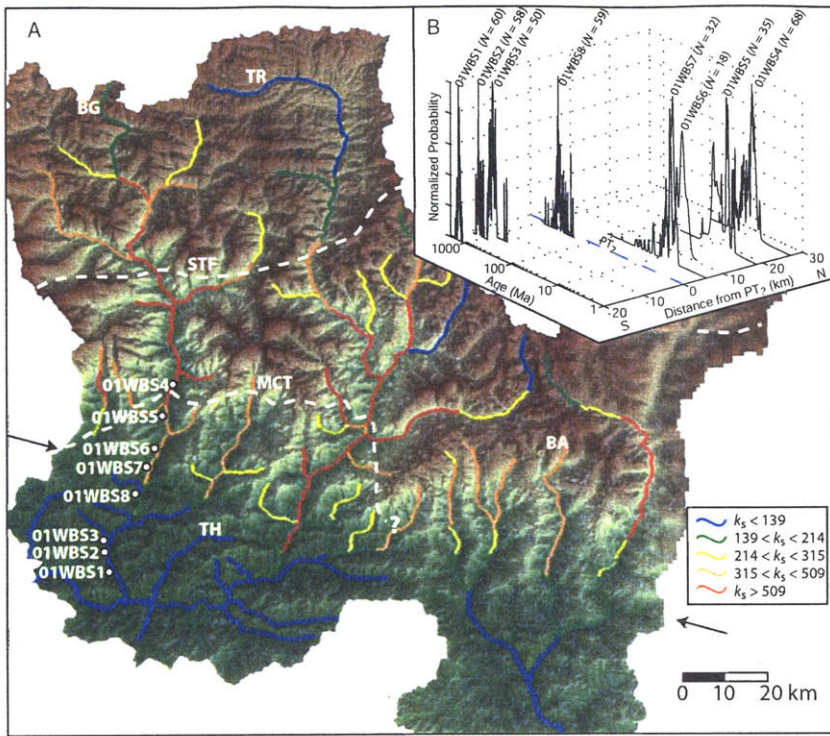 A
B
TR
BG
STF
MCT
01WBS4
01WBS5
01WBS6
01WBS7
01WBS8
01WBS3
01WBS2
01WBS1
TH
BA
?
01WBS1 (N = 60)
01WBS2 (N = 58)
01WBS3 (N = 50)
01WBS8 (N = 59)
01WBS7 (N = 32)
01WBS6 (N = 18)
01WBS5 (N = 35)
01WBS4 (N = 68)
Normalized Probability
1000
100
10
1
Age (Ma)
PT2
-20
-10
0
10
20
30
S
N
Distance from PT2 (km)
ks < 139
139 < ks < 214
214 < ks < 315
315 < ks < 509
ks > 509
0 10 20 km